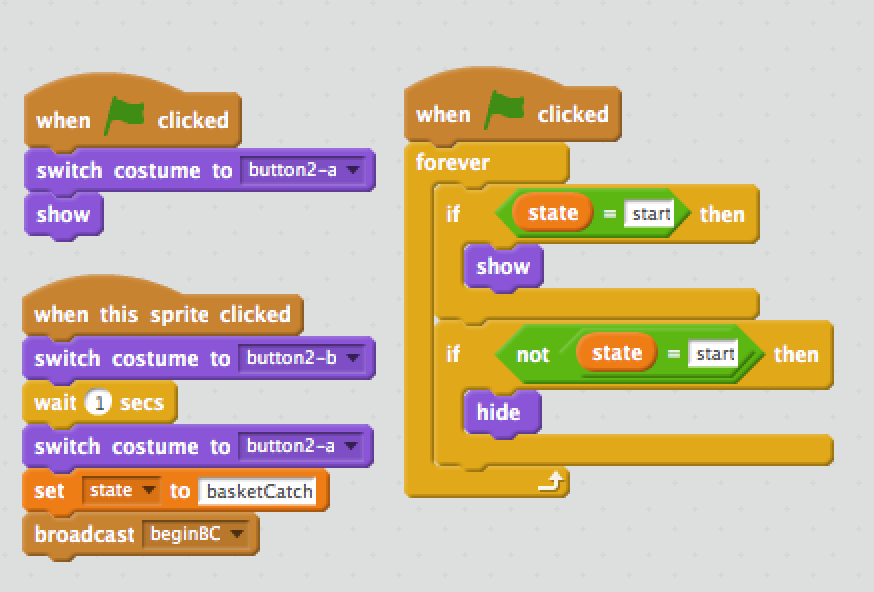 when clicked
switch costume to button2-a
show
when this sprite clicked
switch costume to button2-b
wait 1 secs
switch costume to button2-a
set state to basketCatch
broadcast beginBC
when clicked
forever
if state = start then
show
if not state = start then
hide